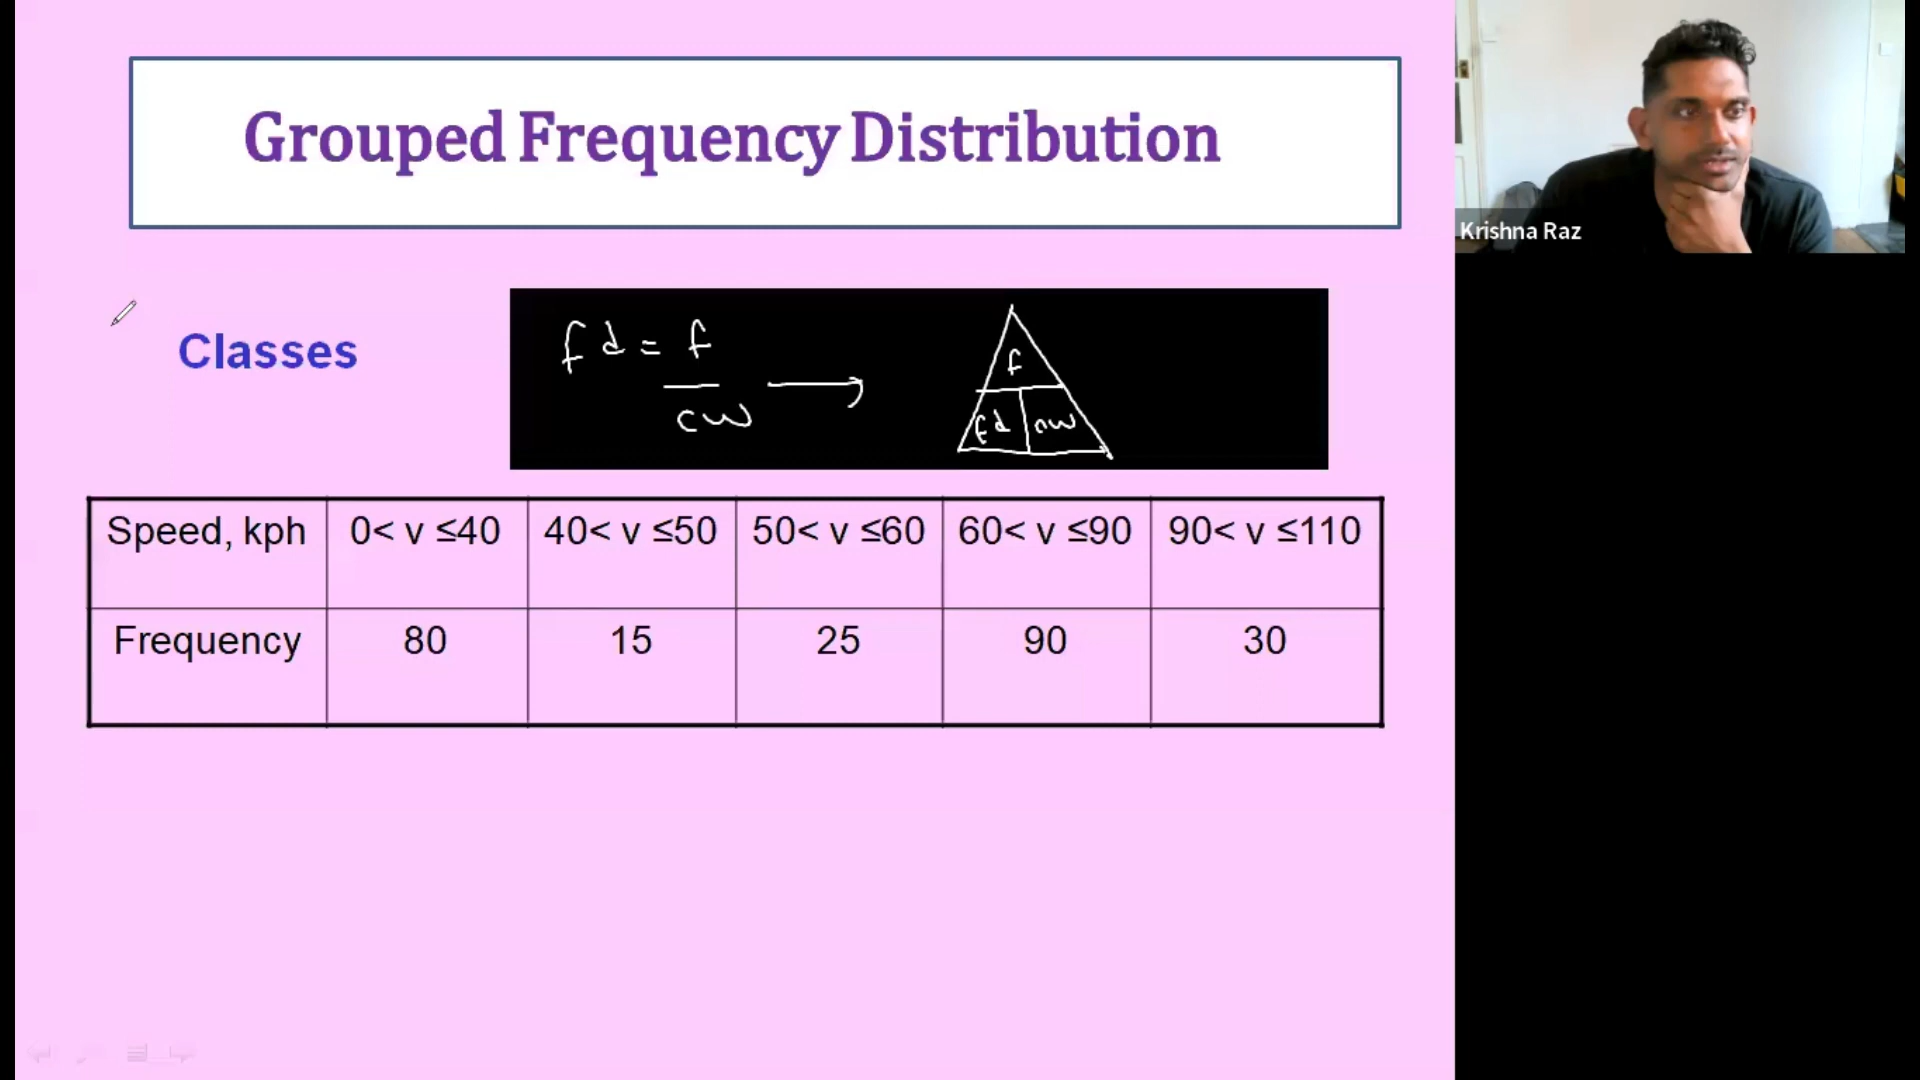 Grouped Frequency Distribution
Krishna Raz
Classes
fd = f
cw
f
fd cw
Speed, kph 0< v ≤40 40< v ≤50 50< v ≤60 60< v ≤90 90< v ≤110
Frequency 80 15 25 90 30